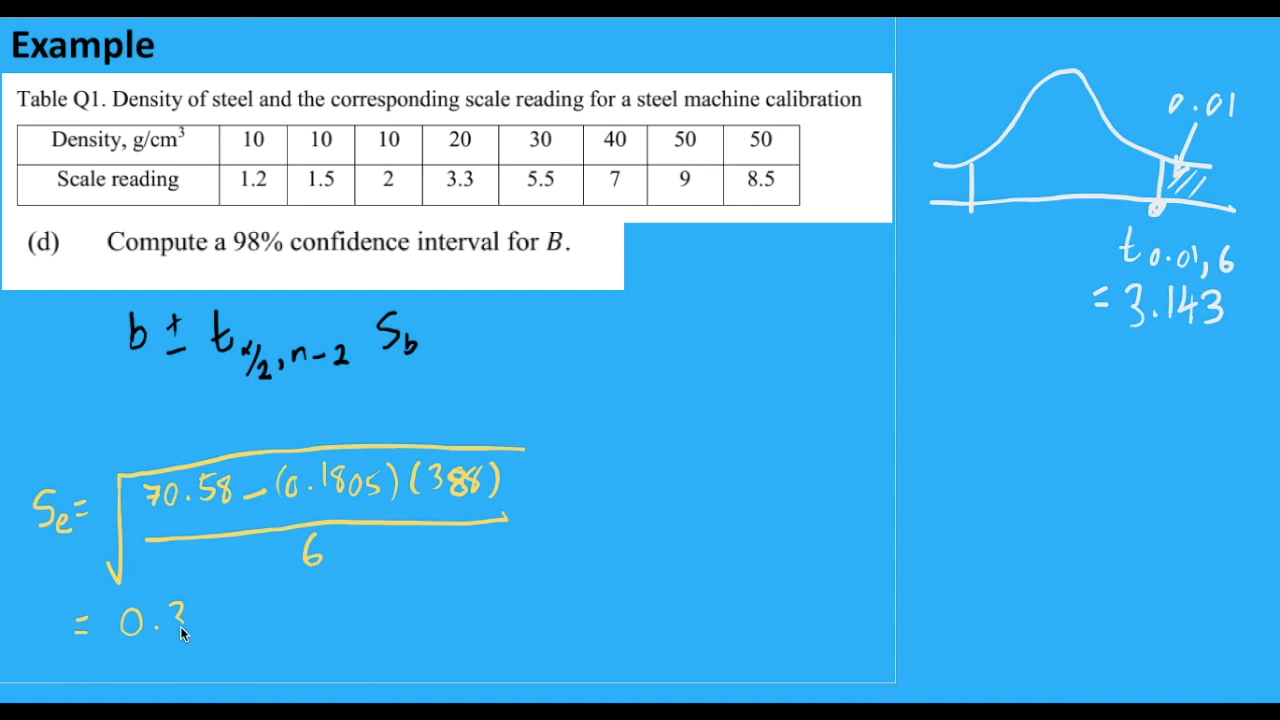 Example
Table Q1. Density of steel and the corresponding scale reading for a steel machine calibration
Density, g/cm³ 10 10 10 20 30 40 50 50
Scale reading 1.2 1.5 2 3.3 5.5 7 9 8.5
(d) Compute a 98% confidence interval for B.
b ± t α/2, n-2 Sb
Se = √ 70.58 - (0.1805)(388)
6
= 0.3
0.01
t 0.01, 6
= 3.143